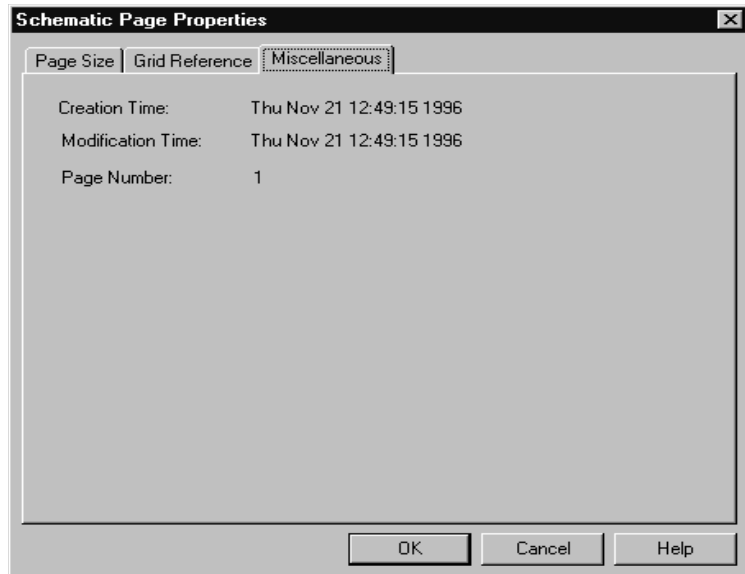 Schematic Page Properties
Page Size Grid Reference Miscellaneous
Creation Time: Thu Nov 21 12:49:15 1996
Modification Time: Thu Nov 21 12:49:15 1996
Page Number: 1
OK Cancel Help